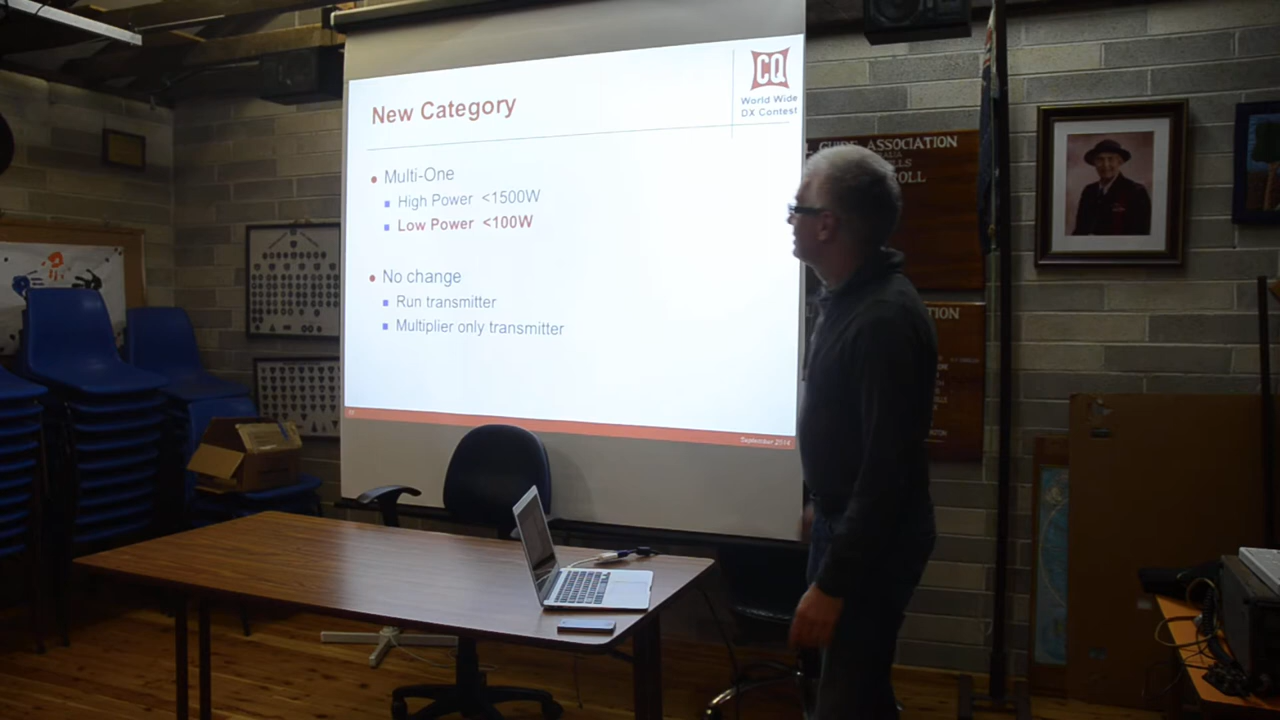 CQ
World Wide
DX Contest
New Category
Multi-One
High Power <1500W
Low Power <100W
No change
Run transmitter
Multiplier only transmitter
September 2014
ASSOCIATION